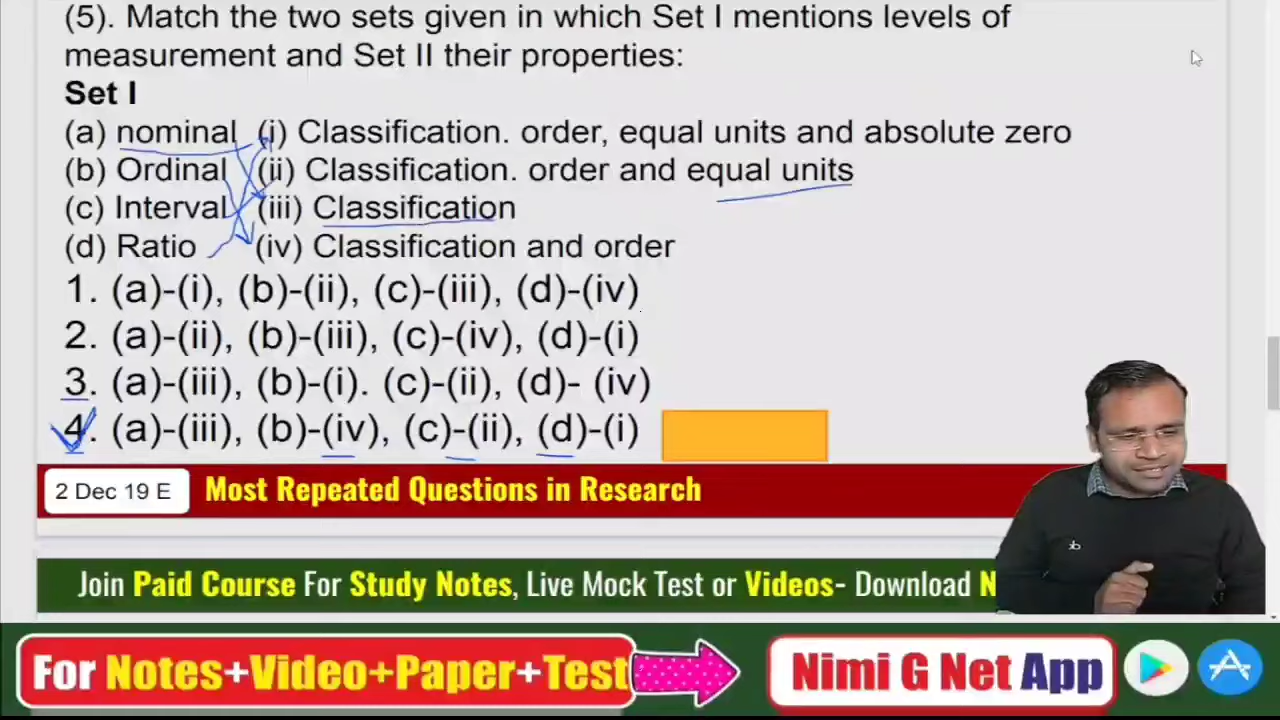 (5). Match the two sets given in which Set I mentions levels of
measurement and Set II their properties:
Set I
(a) nominal (i) Classification. order, equal units and absolute zero
(b) Ordinal (ii) Classification. order and equal units
(c) Interval (iii) Classification
(d) Ratio (iv) Classification and order
1. (a)-(i), (b)-(ii), (c)-(iii), (d)-(iv)
2. (a)-(ii), (b)-(iii), (c)-(iv), (d)-(i)
3. (a)-(iii), (b)-(i). (c)-(ii), (d)- (iv)
4. (a)-(iii), (b)-(iv), (c)-(ii), (d)-(i)
2 Dec 19 E Most Repeated Questions in Research
Join Paid Course For Study Notes, Live Mock Test or Videos- Download N
For Notes+Video+Paper+Test Nimi G Net App